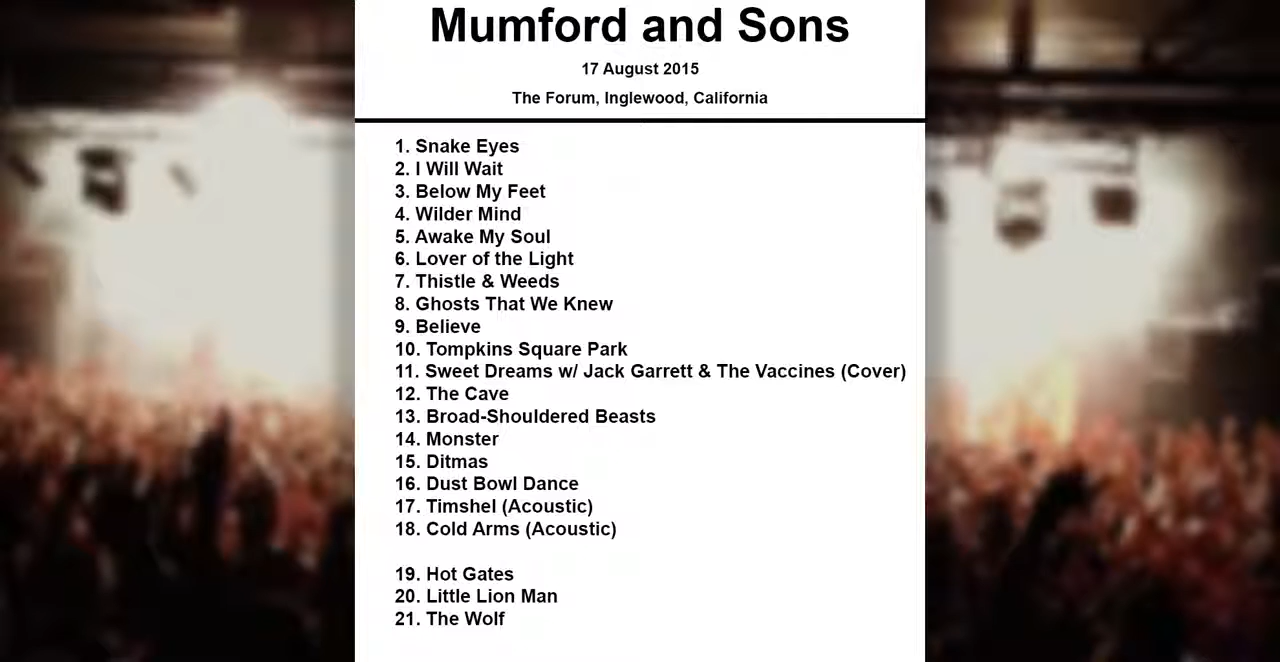 Mumford and Sons
17 August 2015
The Forum, Inglewood, California
1. Snake Eyes
2. I Will Wait
3. Below My Feet
4. Wilder Mind
5. Awake My Soul
6. Lover of the Light
7. Thistle & Weeds
8. Ghosts That We Knew
9. Believe
10. Tompkins Square Park
11. Sweet Dreams w/ Jack Garrett & The Vaccines (Cover)
12. The Cave
13. Broad-Shouldered Beasts
14. Monster
15. Ditmas
16. Dust Bowl Dance
17. Timshel (Acoustic)
18. Cold Arms (Acoustic)
19. Hot Gates
20. Little Lion Man
21. The Wolf